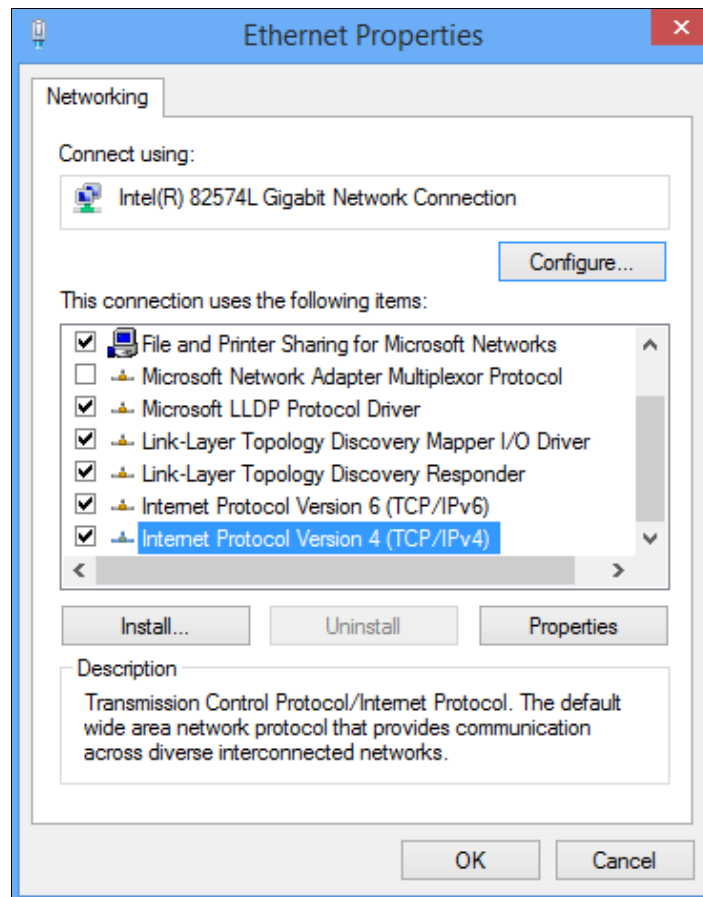 Ethernet Properties
Networking
Connect using:
Intel(R) 82574L Gigabit Network Connection
Configure...
This connection uses the following items:
File and Printer Sharing for Microsoft Networks
Microsoft Network Adapter Multiplexor Protocol
Microsoft LLDP Protocol Driver
Link-Layer Topology Discovery Mapper I/O Driver
Link-Layer Topology Discovery Responder
Internet Protocol Version 6 (TCP/IPv6)
Internet Protocol Version 4 (TCP/IPv4)
Install... Uninstall Properties
Description
Transmission Control Protocol/Internet Protocol. The default
wide area network protocol that provides communication
across diverse interconnected networks.
OK Cancel